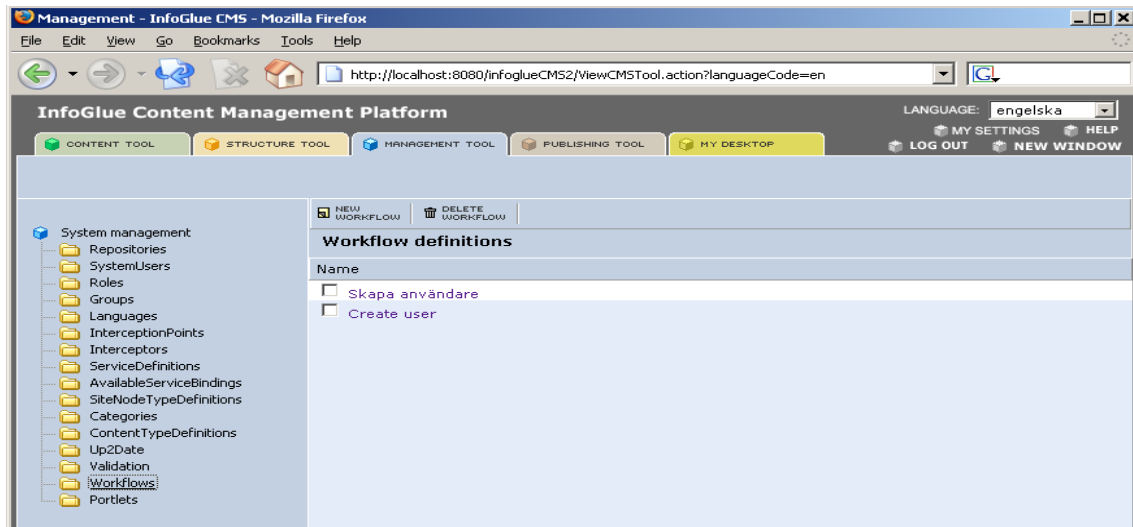 Management - InfoGlue CMS - Mozilla Firefox
File Edit View Go Bookmarks Tools Help
http://localhost:8080/infoglueCMS2/ViewCMSTool.action?languageCode=en
G
InfoGlue Content Management Platform
LANGUAGE: engelska
MY SETTINGS HELP
LOG OUT NEW WINDOW
CONTENT TOOL STRUCTURE TOOL MANAGEMENT TOOL PUBLISHING TOOL MY DESKTOP
NEW WORKFLOW DELETE WORKFLOW
Workflow definitions
Name
Skapa användare
Create user
System management
Repositories
SystemUsers
Roles
Groups
Languages
InterceptionPoints
Interceptors
ServiceDefinitions
AvailableServiceBindings
SiteNodeTypeDefinitions
Categories
ContentTypeDefinitions
Up2Date
Validation
Workflows
Portlets